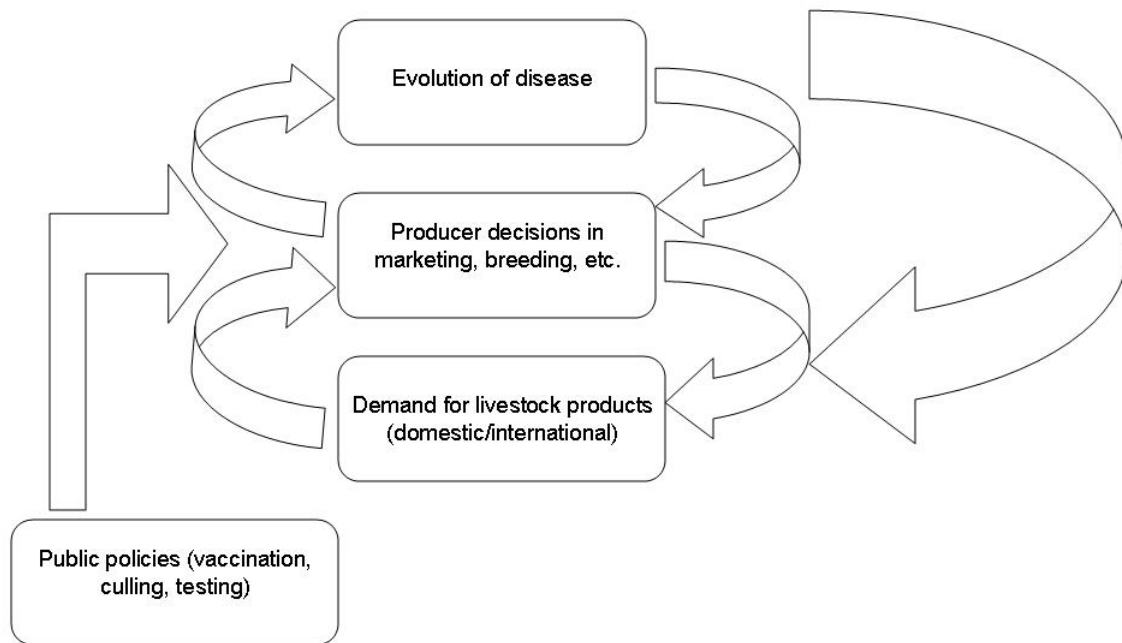 Evolution of disease
Producer decisions in
marketing, breeding, etc.
Demand for livestock products
(domestic/international)
Public policies (vaccination,
culling, testing)